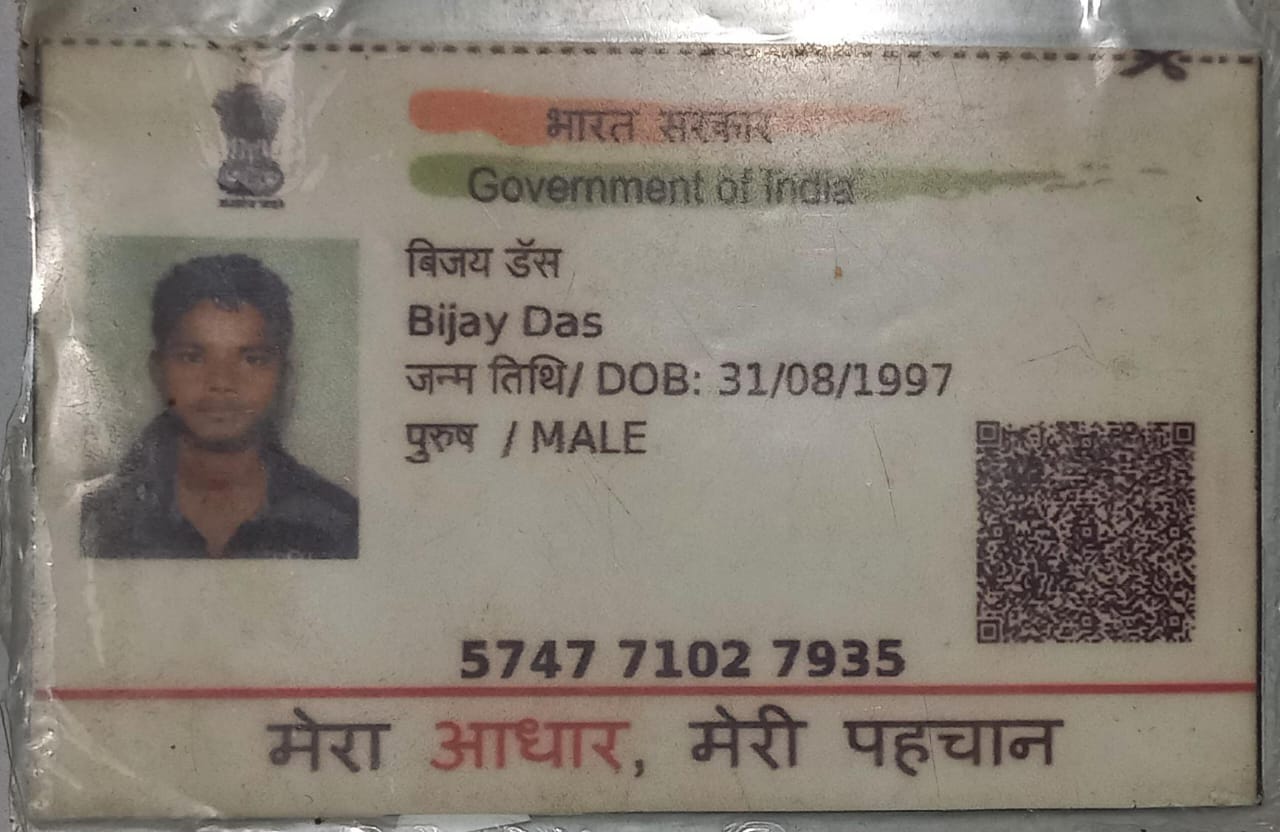 भारत सरकार
Government of India
बिजय डॅस
Bijay Das
जन्म तिथि/ DOB: 31/08/1997
पुरुष / MALE
5747 7102 7935
मेरा आधार, मेरी पहचान